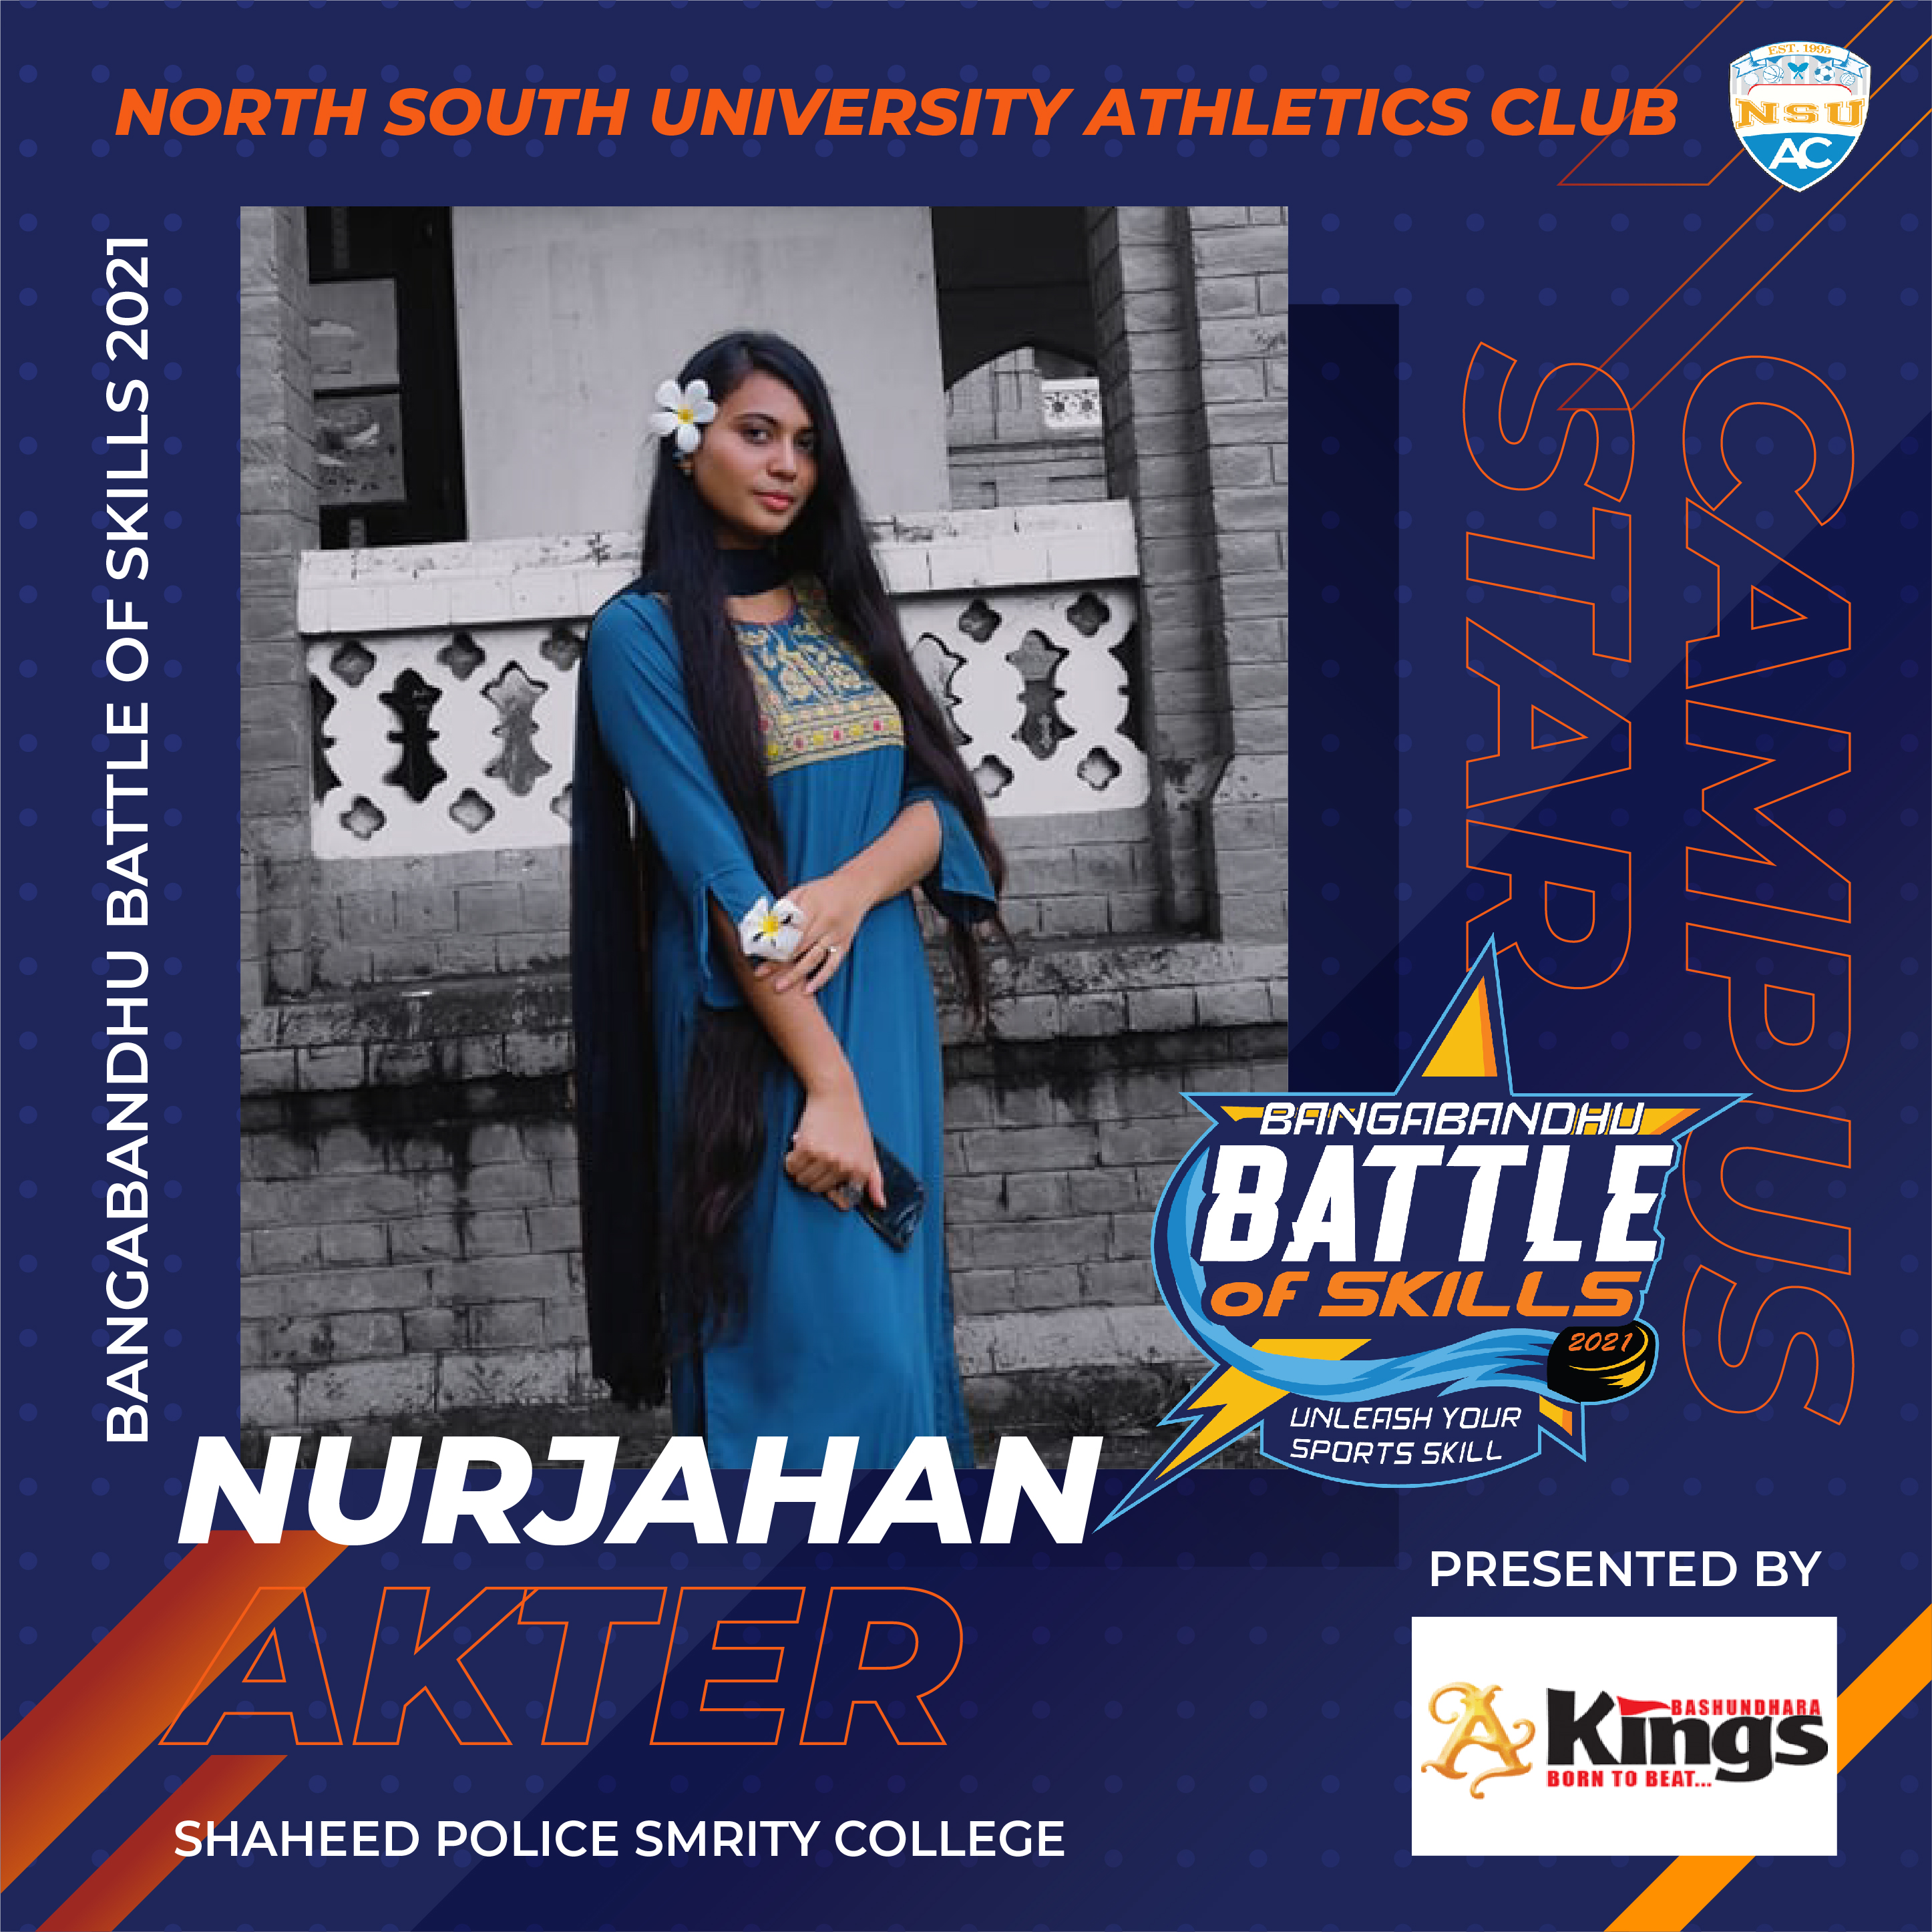 NORTH SOUTH UNIVERSITY ATHLETICS CLUB
EST. 1995
NSU
AC
BANGABANDHU BATTLE OF SKILLS 2021
CAMPUS
STAR
BANGABANDHU
BATTLE
OF SKILLS
2021
UNLEASH YOUR
SPORTS SKILL
NURJAHAN
AKTER
SHAHEED POLICE SMRITY COLLEGE
PRESENTED BY
A
BASHUNDHARA
Kings
BORN TO BEAT...